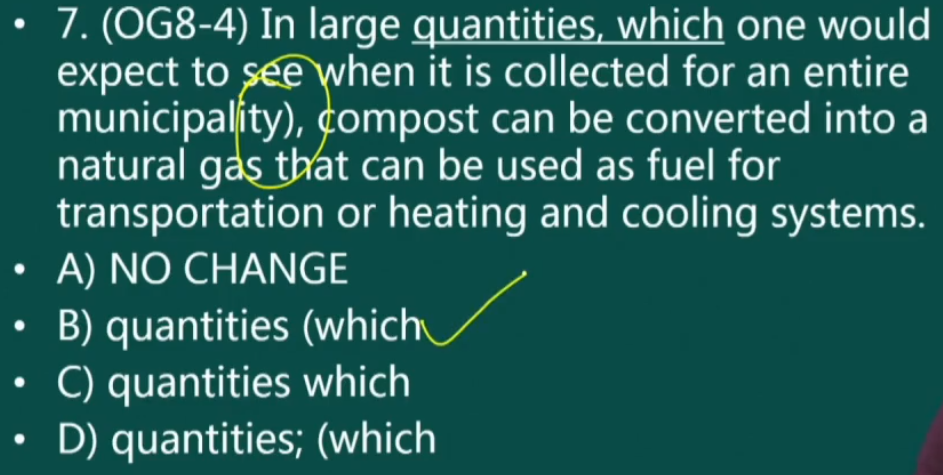 • 7. (OG8-4) In large quantities, which one would
expect to see when it is collected for an entire
municipality), compost can be converted into a
natural gas that can be used as fuel for
transportation or heating and cooling systems.
• A) NO CHANGE
• B) quantities (which
• C) quantities which
• D) quantities; (which